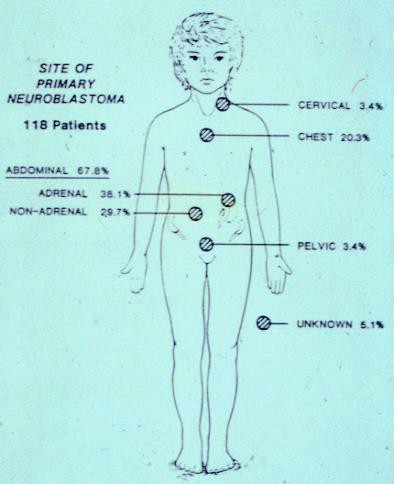 SITE OF
PRIMARY
NEUROBLASTOMA
118 Patients
CERVICAL 3.4%
CHEST 20.3%
ABDOMINAL 67.8%
ADRENAL 38.1%
NON-ADRENAL 29.7%
PELVIC 3.4%
UNKNOWN 5.1%